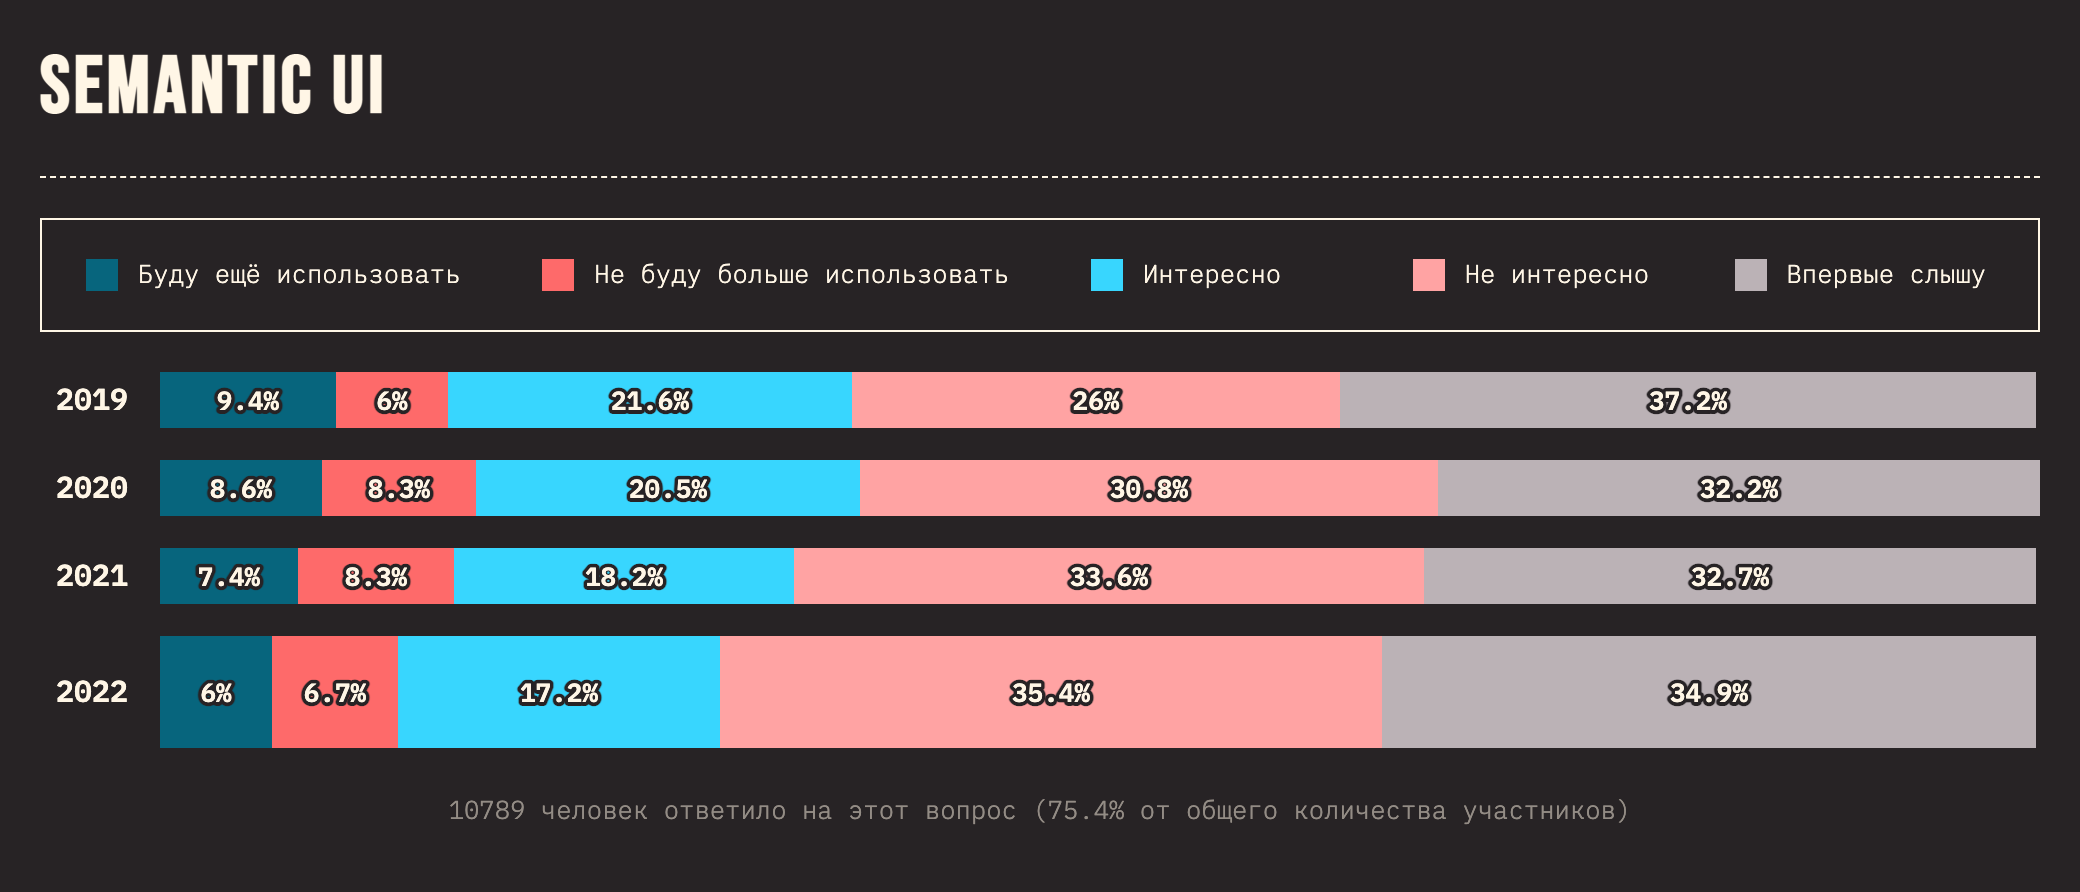 SEMANTIC UI
Буду ещё использовать Не буду больше использовать Интересно Не интересно Впервые слышу
2019 9.4% 6% 21.6% 26% 37.2%
2020 8.6% 8.3% 20.5% 30.8% 32.2%
2021 7.4% 8.3% 18.2% 33.6% 32.7%
2022 6% 6.7% 17.2% 35.4% 34.9%
10789 человек ответило на этот вопрос (75.4% от общего количества участников)